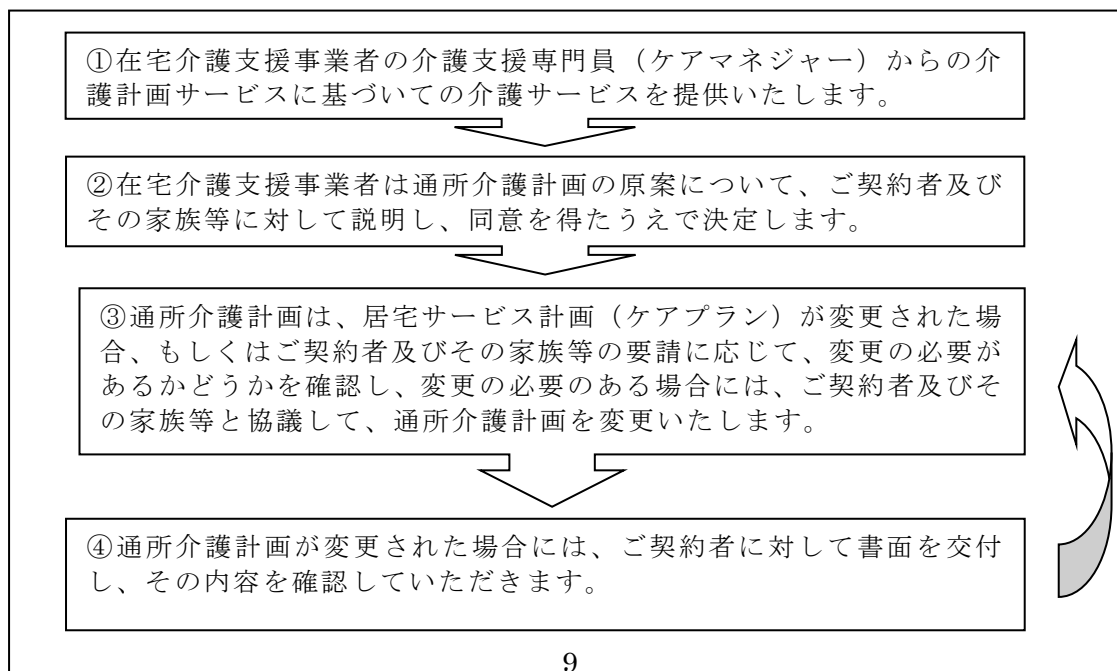 ①在宅介護支援事業者の介護支援専門員（ケアマネジャー）からの介
護計画サービスに基づいての介護サービスを提供いたします。
②在宅介護支援事業者は通所介護計画の原案について、ご契約者及び
その家族等に対して説明し、同意を得たうえで決定します。
③通所介護計画は、居宅サービス計画（ケアプラン）が変更された場
合、もしくはご契約者及びその家族等の要請に応じて、変更の必要が
あるかどうかを確認し、変更の必要のある場合には、ご契約者及びそ
の家族等と協議して、通所介護計画を変更いたします。
④通所介護計画が変更された場合には、ご契約者に対して書面を交付
し、その内容を確認していただきます。
9